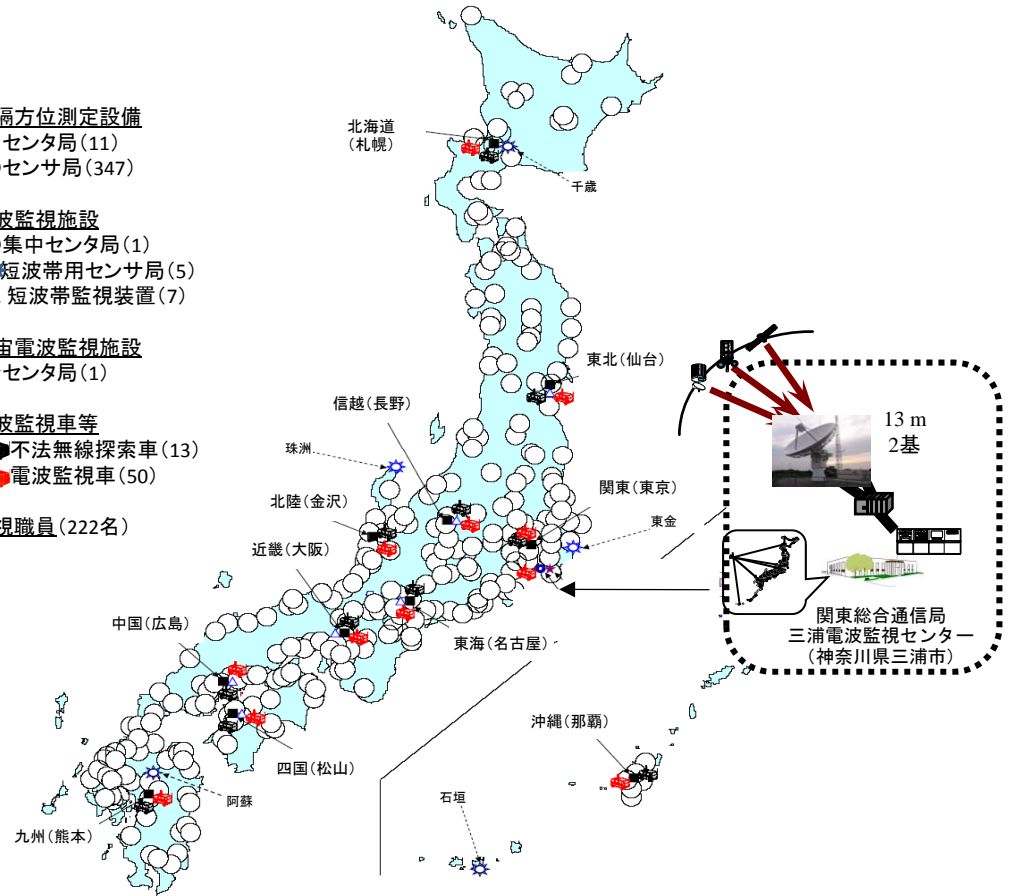 隔方位測定設備
センタ局(11)
センサ局(347)
波監視施設
集中センタ局(1)
短波帯用センサ局(5)
短波帯監視装置(7)
宙電波監視施設
センタ局(1)
波監視車等
不法無線探索車(13)
電波監視車(50)
視職員(222名)
北海道
(札幌)
千歳
東北(仙台)
信越(長野)
珠洲
北陸(金沢)
関東(東京)
東金
近畿(大阪)
中国(広島)
東海(名古屋)
四国(松山)
阿蘇
九州(熊本)
沖縄(那覇)
石垣
13 m
2基
関東総合通信局
三浦電波監視センター
(神奈川県三浦市)